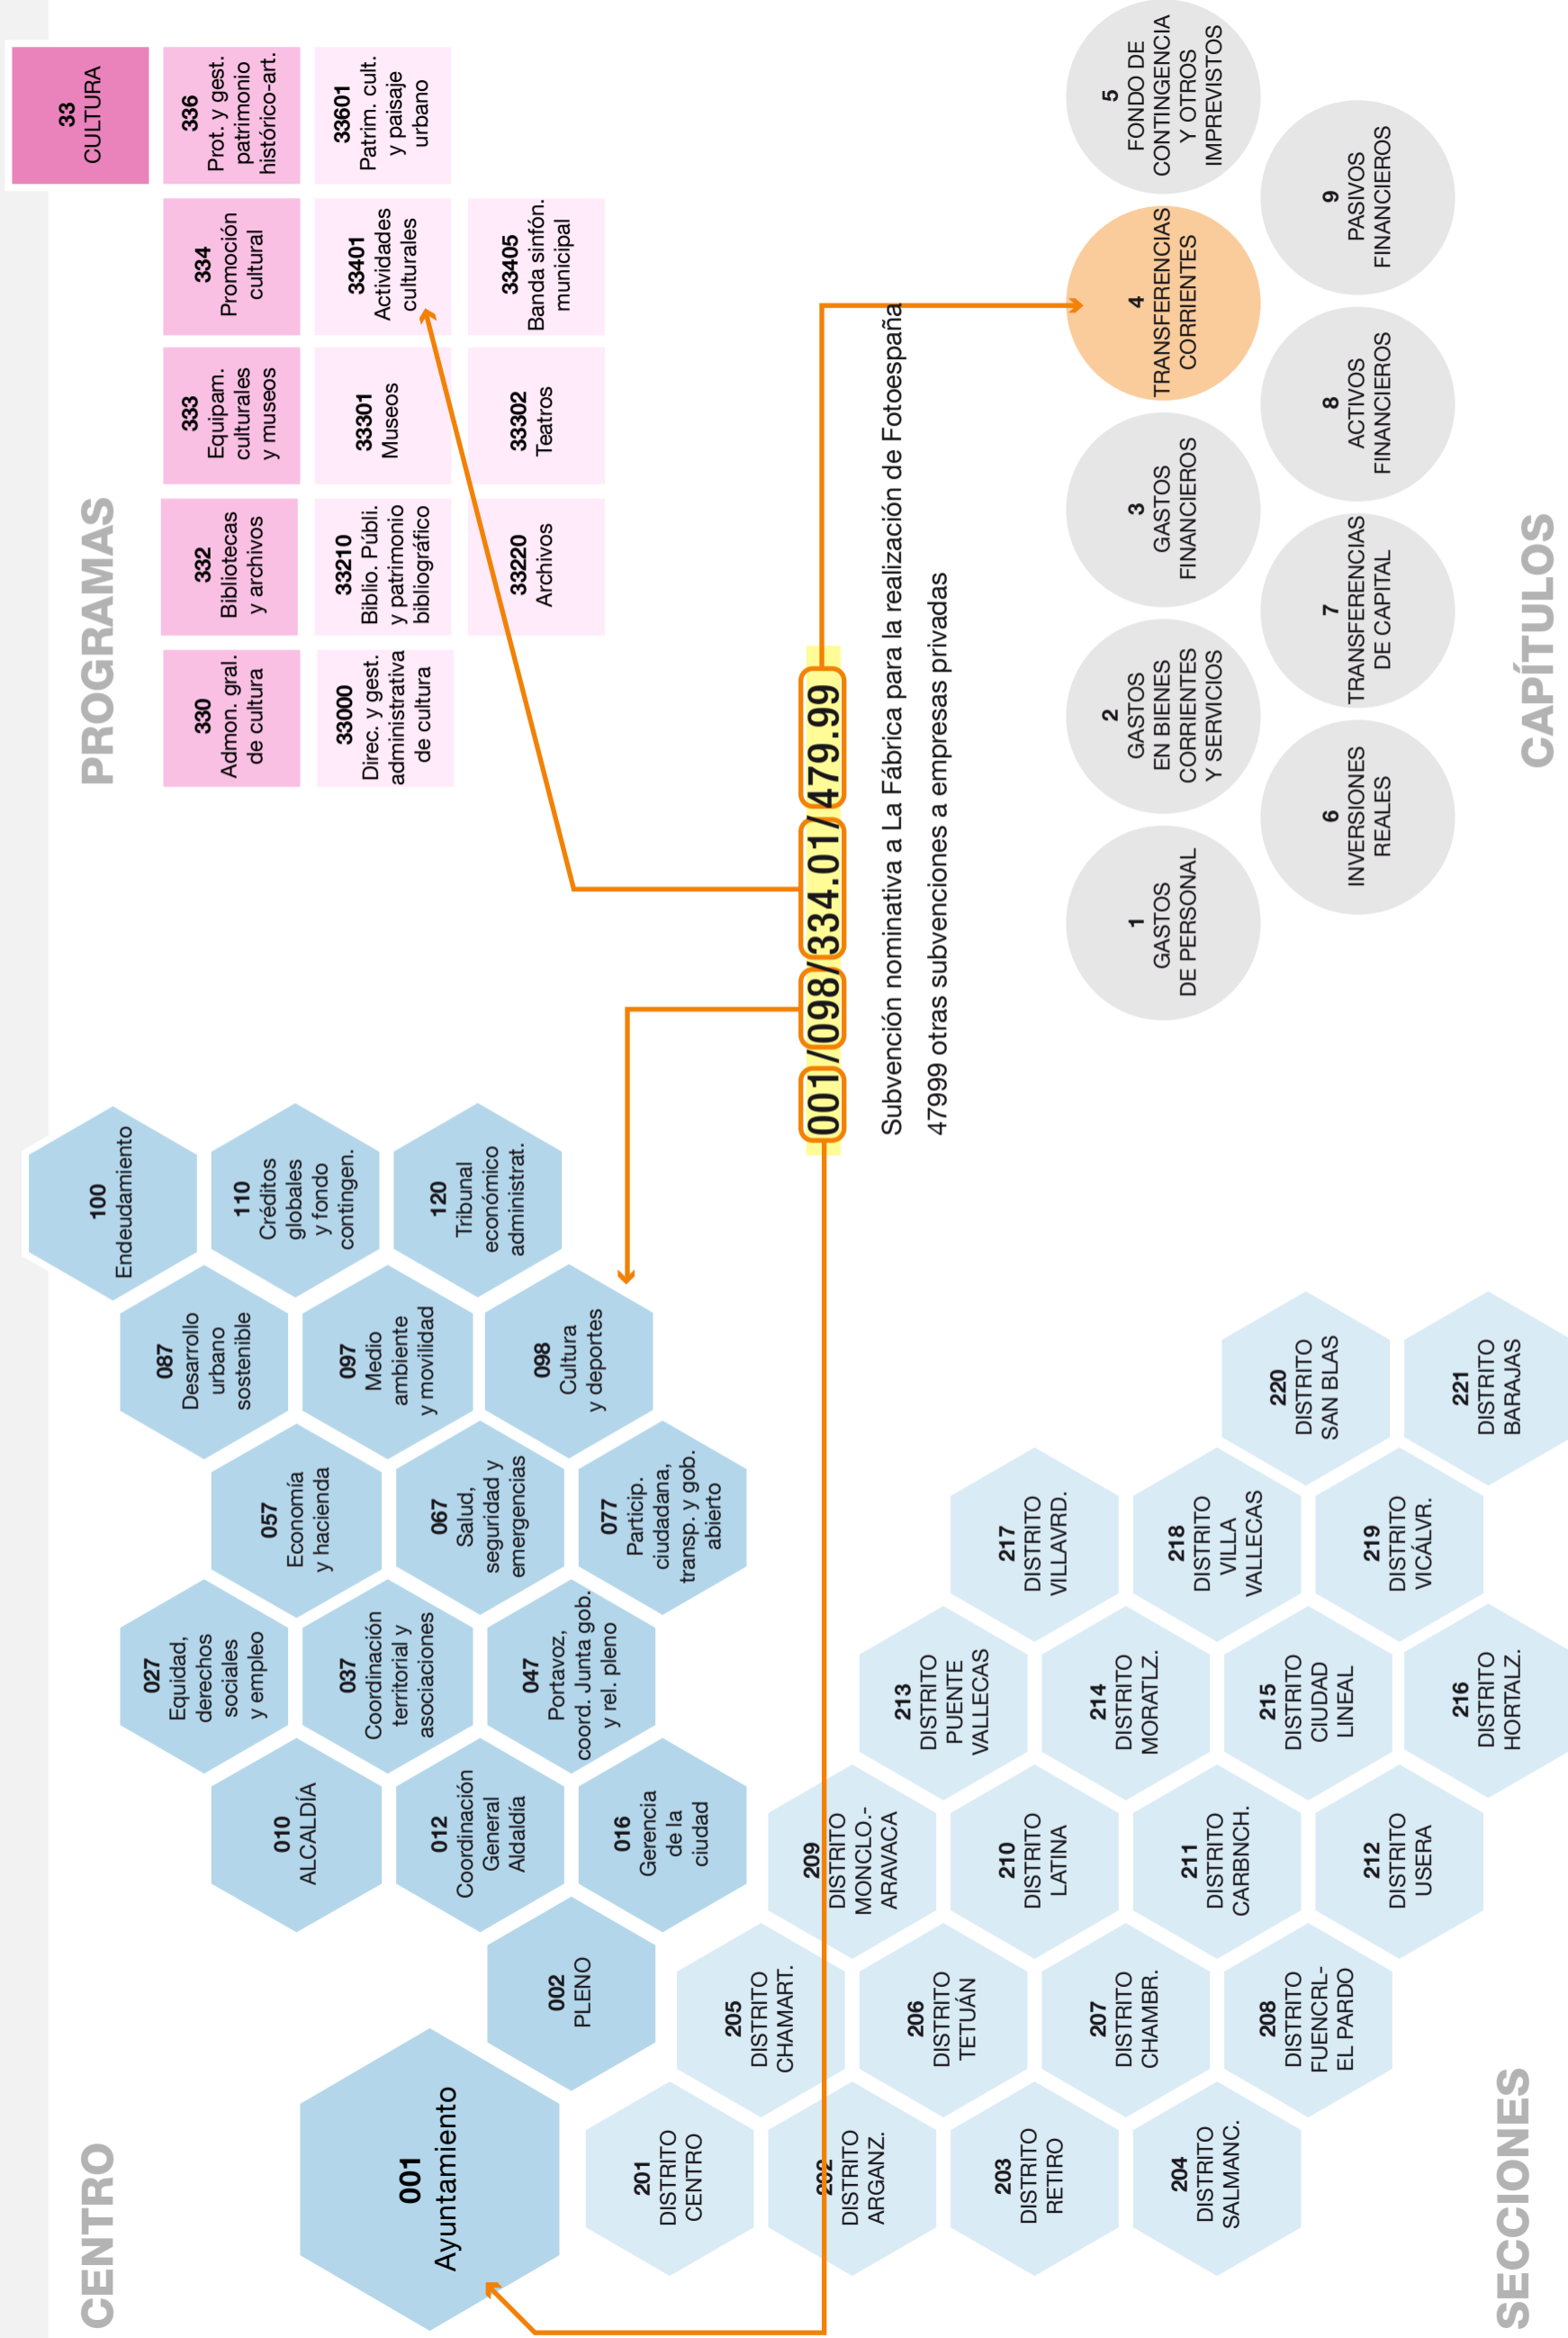 CENTRO
001
Ayuntamiento
002
PLENO
010
ALCALDÍA
012
Coordinación
General
Aldaldía
016
Gerencia
de la
ciudad
027
Equidad,
derechos
sociales
y empleo
037
Coordinación
territorial y
asociaciones
047
Portavoz,
coord. Junta gob.
y rel. pleno
057
Economía
y hacienda
067
Salud,
seguridad y
emergencias
077
Particip.
ciudadana,
transp. y gob.
abierto
087
Desarrollo
urbano
sostenible
097
Medio
ambiente
y movilidad
098
Cultura
y deportes
100
Endeudamiento
110
Créditos
globales
y fondo
contingen.
120
Tribunal
económico
administrat.
PROGRAMAS
33
CULTURA
330
Admon. gral.
de cultura
332
Bibliotecas
y archivos
333
Equipam.
culturales
y museos
334
Promoción
cultural
336
Prot. y gest.
patrimonio
histórico-art.
33000
Direc. y gest.
administrativa
de cultura
33210
Biblio. Públi.
y patrimonio
bibliográfico
33301
Museos
33401
Actividades
culturales
33601
Patrim. cult.
y paisaje
urbano
33220
Archivos
33302
Teatros
33405
Banda sinfón.
municipal
001/098/334.01/479.99
Subvención nominativa a La Fábrica para la realización de Fotoespaña
47999 otras subvenciones a empresas privadas
201
DISTRITO
CENTRO
202
DISTRITO
ARGANZ.
203
DISTRITO
RETIRO
204
DISTRITO
SALMANC.
205
DISTRITO
CHAMART.
206
DISTRITO
TETUÁN
207
DISTRITO
CHAMBR.
208
DISTRITO
FUENCRL-
EL PARDO
209
DISTRITO
MONCLO.-
ARAVACA
210
DISTRITO
LATINA
211
DISTRITO
CARBNCH.
212
DISTRITO
USERA
213
DISTRITO
PUENTE
VALLECAS
214
DISTRITO
MORATLZ.
215
DISTRITO
CIUDAD
LINEAL
216
DISTRITO
HORTALZ.
217
DISTRITO
VILLAVRD.
218
DISTRITO
VILLA
VALLECAS
219
DISTRITO
VICÁLVR.
220
DISTRITO
SAN BLAS
221
DISTRITO
BARAJAS
SECCIONES
1
GASTOS
DE PERSONAL
2
GASTOS
EN BIENES
CORRIENTES
Y SERVICIOS
3
GASTOS
FINANCIEROS
4
TRANSFERENCIAS
CORRIENTES
5
FONDO DE
CONTINGENCIA
Y OTROS
IMPREVISTOS
6
INVERSIONES
REALES
7
TRANSFERENCIAS
DE CAPITAL
8
ACTIVOS
FINANCIEROS
9
PASIVOS
FINANCIEROS
CAPÍTULOS